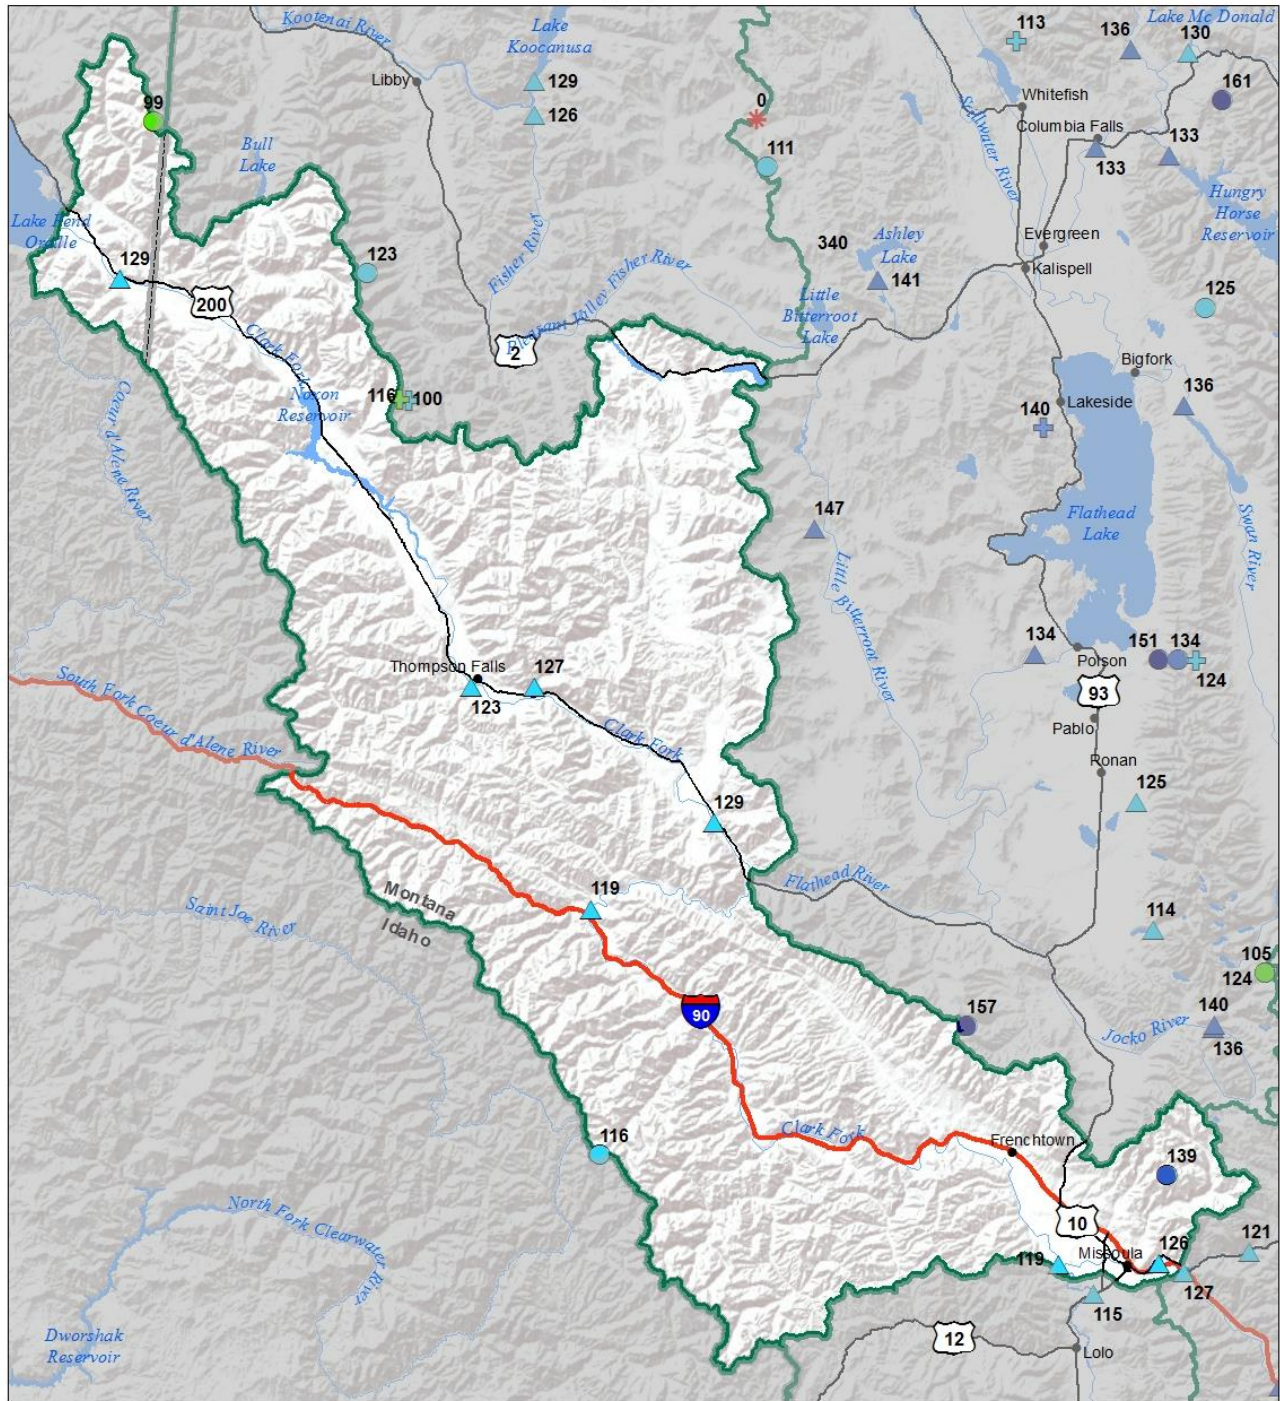 Kootenai River
Lake
Koocanusa
113
136
Lake Mc Donald
130
Libby
129
126
99
0
161
Whitefish
Columbia Falls
133
133
Stillwater River
111
Bull
Lake
Hungry
Horse
Reservoir
Lake Pend
Oreille
129
123
Fisher River
Pleasant Valley Fisher River
340
Ashley
Lake
141
Evergreen
Kalispell
125
200
Little
Bitterroot
Lake
2
Clark Fork
Noxon
Reservoir
116
100
Bigfork
136
Lakeside
140
Coeur d'Alene River
147
Flathead
Lake
Swan River
Little Bitterroot River
134
151
134
124
Polson
93
Pablo
Ronan
125
Thompson Falls
127
123
Clark Fork
South Fork Coeur d'Alene River
129
Flathead River
119
Montana
Idaho
Saint Joe River
114
105
124
90
157
Jocko River
140
136
116
Clark Fork
Frenchtown
139
North Fork Clearwater
River
10
Missoula
126
119
121
127
115
Dworshak
Reservoir
12
Lolo